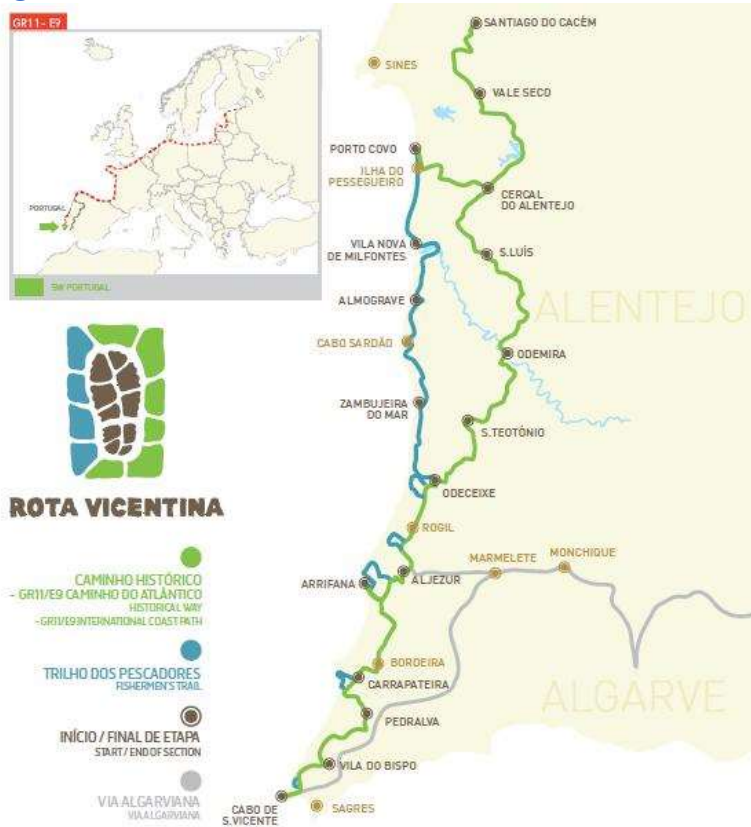 GR11 - E9
PORTUGAL
SW PORTUGAL
ROTA VICENTINA
CAMINHO HISTÓRICO
- GR11/E9 CAMINHO DO ATLÂNTICO
HISTORICAL WAY
- GR11/E9 INTERNATIONAL COAST PATH
TRILHO DOS PESCADORES
FISHERMEN'S TRAIL
INÍCIO / FINAL DE ETAPA
START / END OF SECTION
VIA ALGARVIANA
VIA ALGARVIANA
SANTIAGO DO CACÉM
SINES
VALE SECO
PORTO COVO
ILHA DO
PESSEGUEIRO
CERCAL
DO ALENTEJO
VILA NOVA
DE MILFONTES
S.LUÍS
ALMOGRAVE
ALENTEJO
CABO SARDÃO
ODEMIRA
ZAMBUJEIRA
DO MAR
S.TEOTÓNIO
ODECEIXE
ROGIL
MARMELETE
MONCHIQUE
ARRIFANA
ALJEZUR
BORDEIRA
CARRAPATEIRA
ALGARVE
PEDRALVA
VILA DO BISPO
CABO DE
S.VICENTE
SAGRES